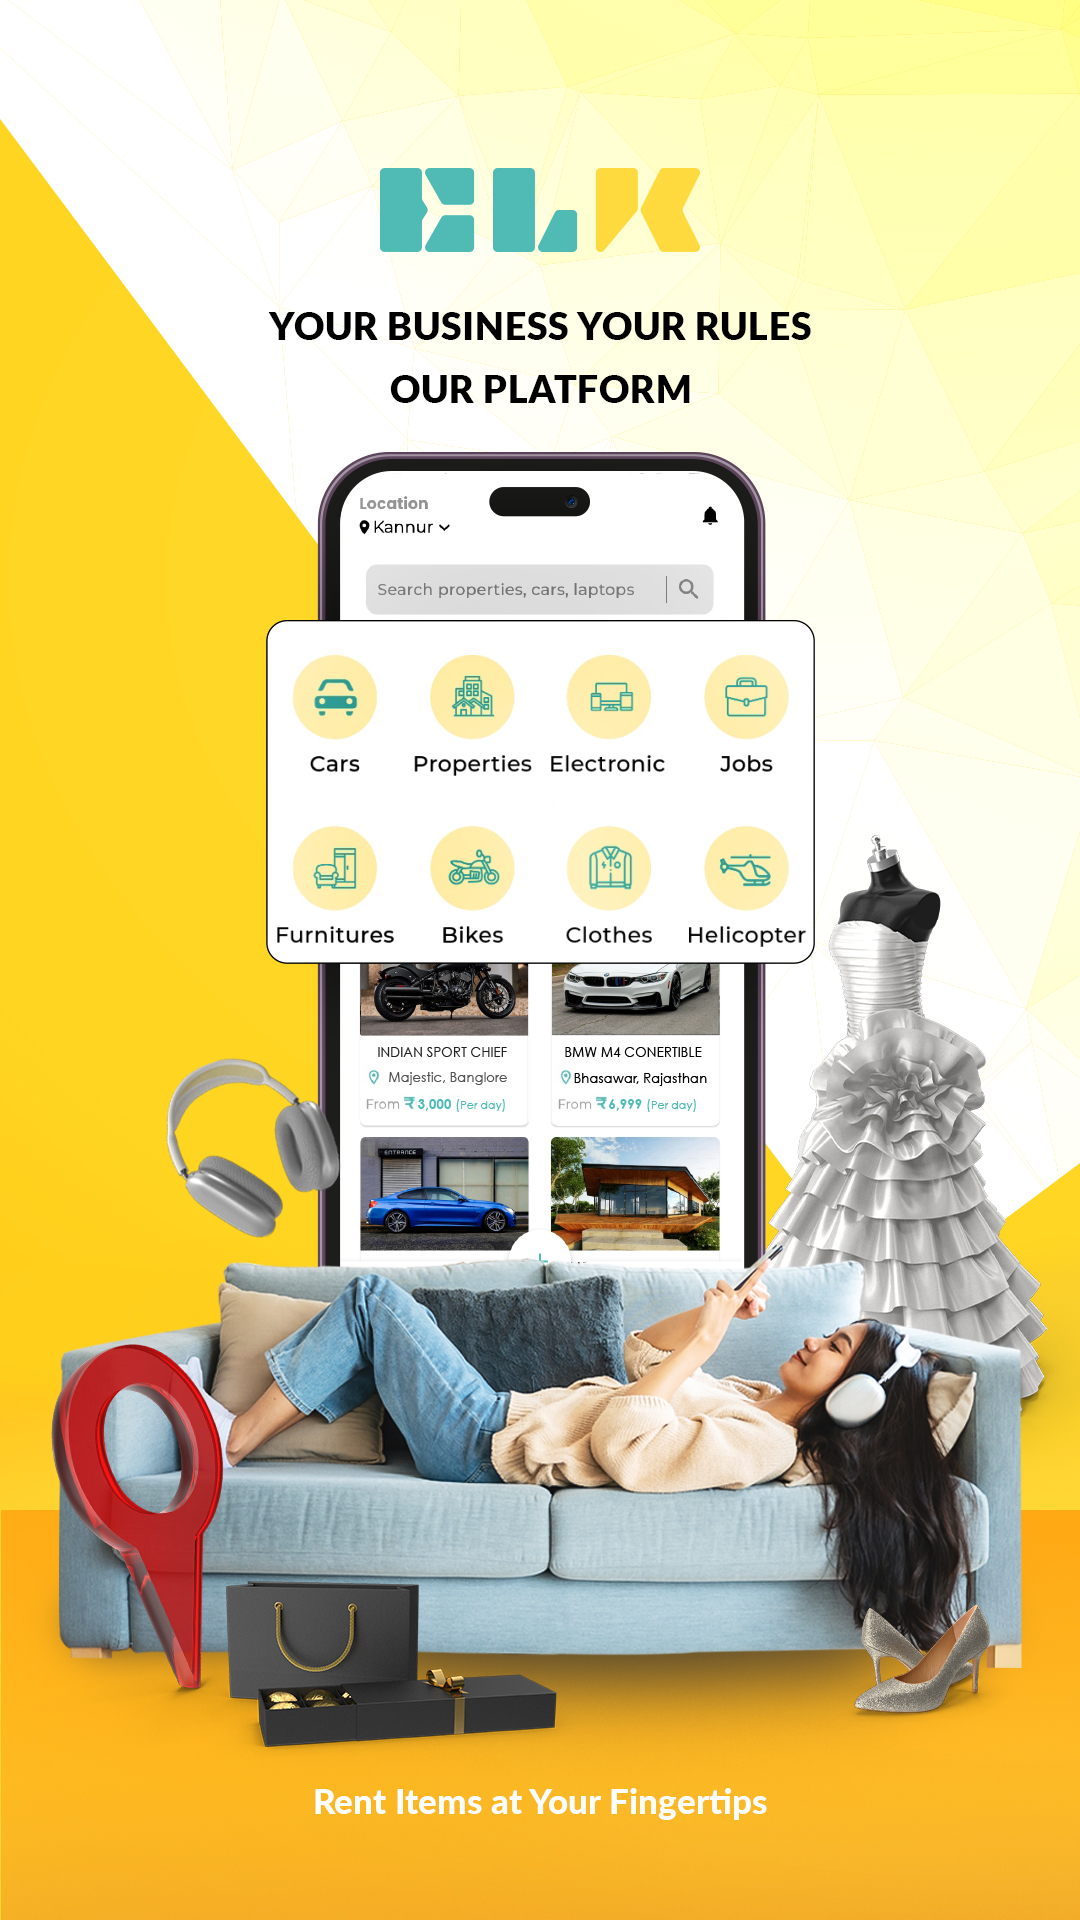 ELK
YOUR BUSINESS YOUR RULES
OUR PLATFORM
Location
Kannur
Search properties, cars, laptops
Cars Properties Electronic Jobs
Furnitures Bikes Clothes Helicopter
INDIAN SPORT CHIEF
Majestic, Banglore
From ₹3,000 (Per day)
BMW M4 CONERTIBLE
Bhasawar, Rajasthan
From ₹6,999 (Per day)
ENTRANCE
Rent Items at Your Fingertips